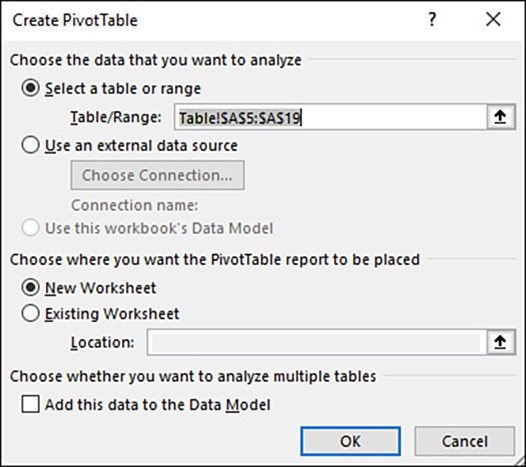 Create PivotTable ?
Choose the data that you want to analyze
Select a table or range
Table/Range: Table!$A$5:$A$19
Use an external data source
Choose Connection...
Connection name:
Use this workbook's Data Model
Choose where you want the PivotTable report to be placed
New Worksheet
Existing Worksheet
Location:
Choose whether you want to analyze multiple tables
Add this data to the Data Model
OK Cancel